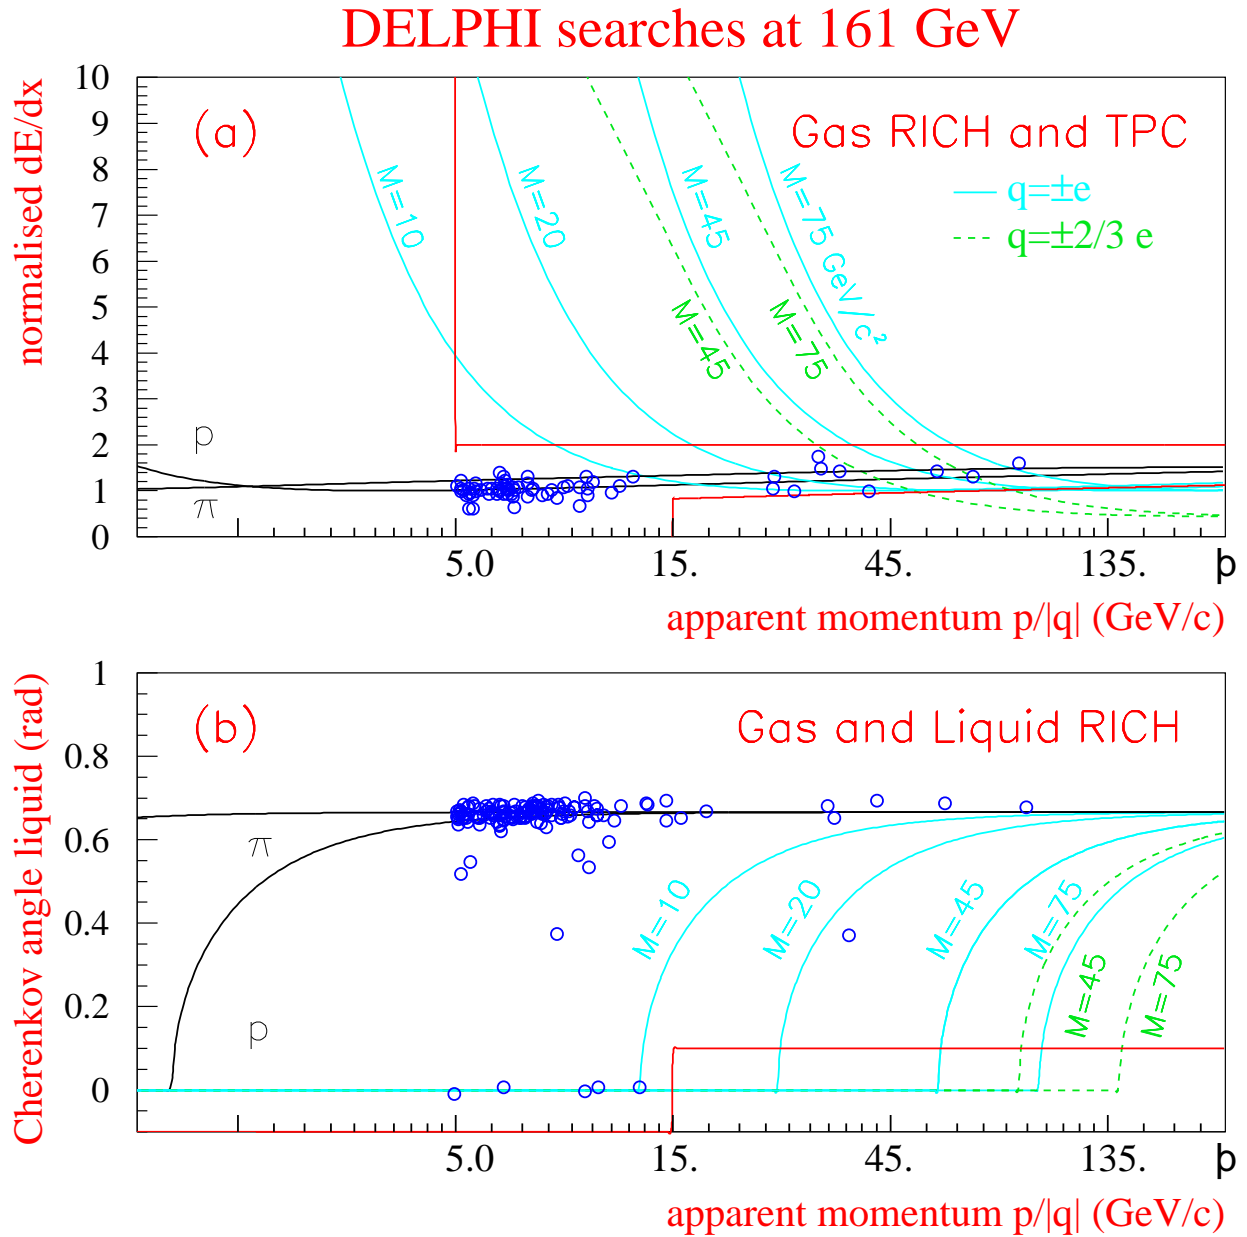 DELPHI searches at 161 GeV
normalised dE/dx
10
9
8
7
6
5
4
3
2
1
0
(a)
Gas RICH and TPC
q=±e
q=±2/3 e
M=10
M=20
M=45
M=75 GeV/c²
M=45
M=75
p
π
5.0 15. 45. 135. p
apparent momentum p/|q| (GeV/c)
Cherenkov angle liquid (rad)
1
0.8
0.6
0.4
0.2
0
(b)
Gas and Liquid RICH
π
p
M=10
M=20
M=45
M=75
M=45
M=75
5.0 15. 45. 135. p
apparent momentum p/|q| (GeV/c)